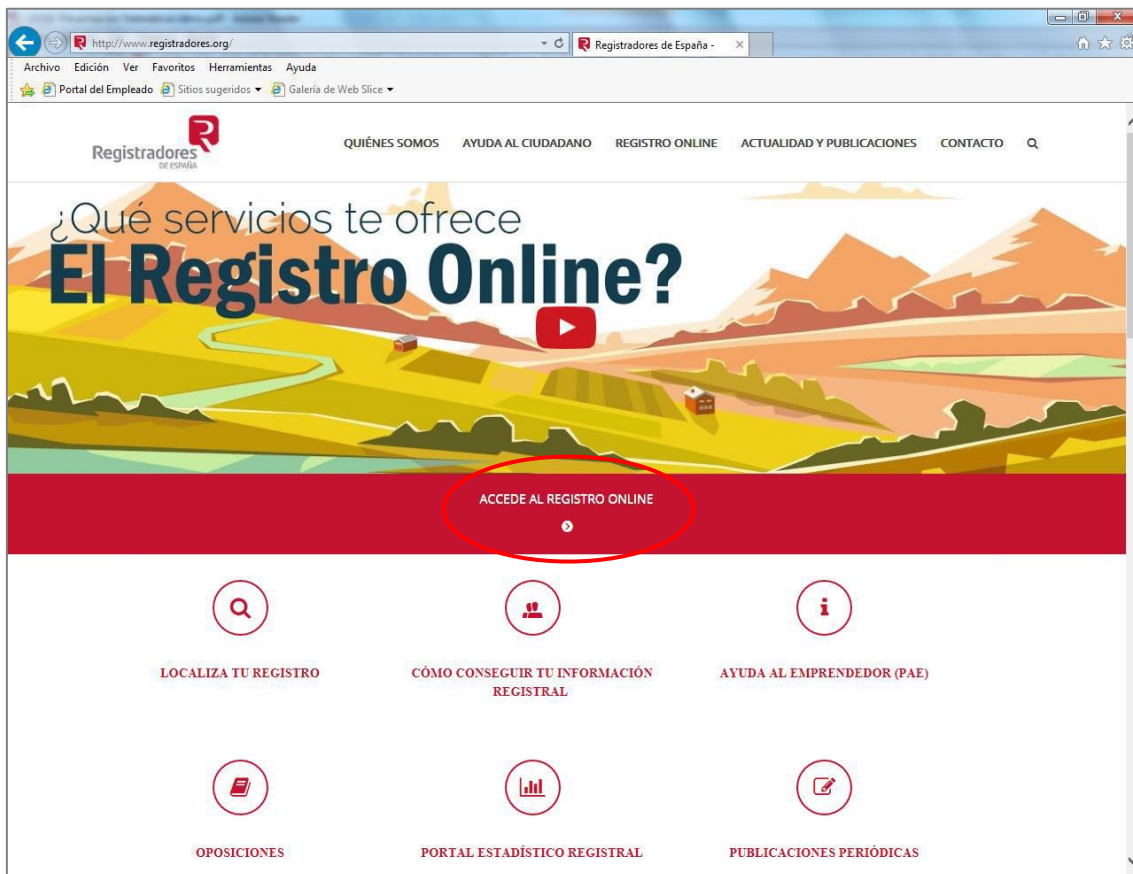 http://www.registradores.org/
Registradores de España -
Archivo Edición Ver Favoritos Herramientas Ayuda
Portal del Empleado Sitios sugeridos Galería de Web Slice
Registradores
DE ESPAÑA
QUIÉNES SOMOS AYUDA AL CIUDADANO REGISTRO ONLINE ACTUALIDAD Y PUBLICACIONES CONTACTO
¿Qué servicios te ofrece
El Registro Online?
ACCEDE AL REGISTRO ONLINE
LOCALIZA TU REGISTRO
CÓMO CONSEGUIR TU INFORMACIÓN
REGISTRAL
AYUDA AL EMPRENDEDOR (PAE)
OPOSICIONES
PORTAL ESTADÍSTICO REGISTRAL
PUBLICACIONES PERIÓDICAS